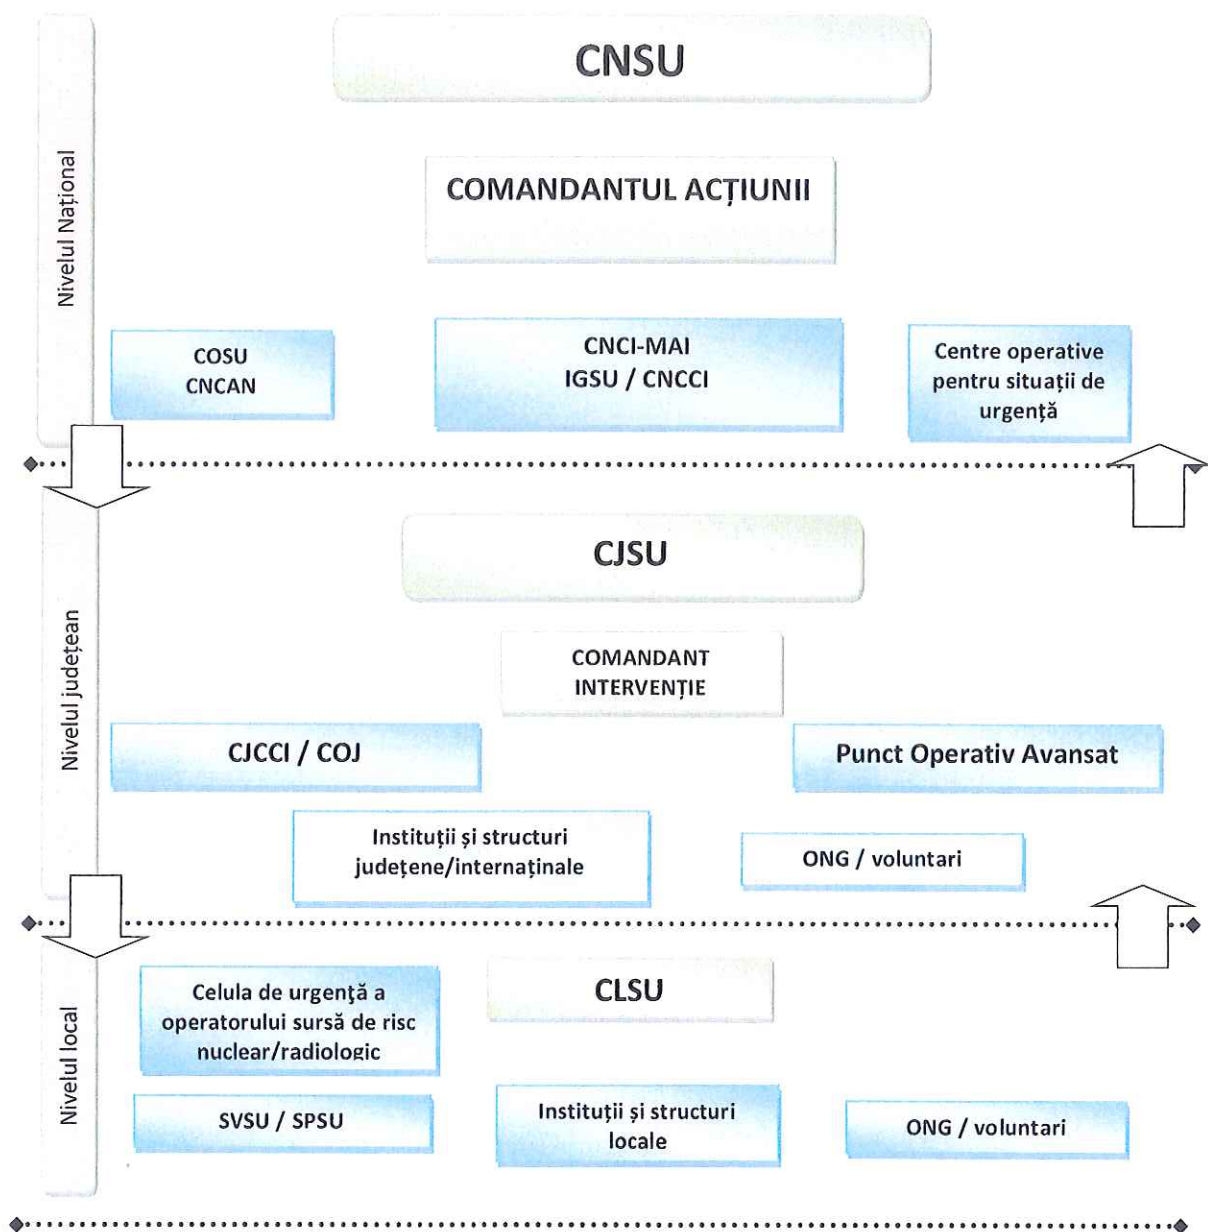 Nivelul Național
CNSU
COMANDANTUL ACȚIUNII
COSU
CNCAN
CNCI-MAI
IGSU / CNCCI
Centre operative
pentru situații de
urgență
Nivelul județean
CJSU
COMANDANT
INTERVENȚIE
CJCCI / COJ
Punct Operativ Avansat
Instituții și structuri
județene/internaținale
ONG / voluntari
Nivelul local
Celula de urgenţă a
operatorului sursă de risc
nuclear/radiologic
CLSU
SVSU / SPSU
Instituții și structuri
locale
ONG / voluntari